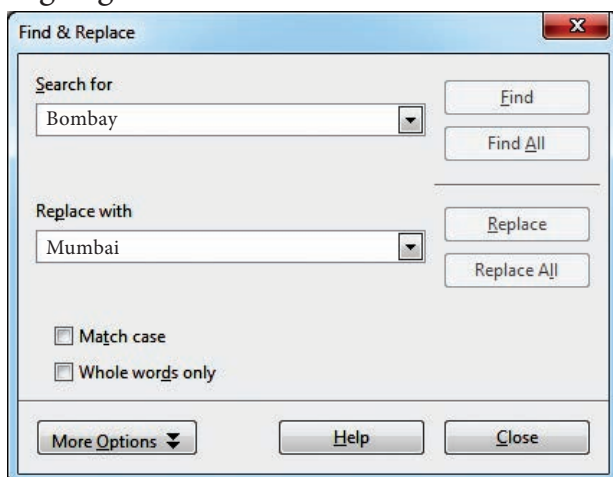 Find & Replace
X
Search for
Bombay
Find
Find All
Replace with
Mumbai
Replace
Replace All
Match case
Whole words only
More Options
Help
Close